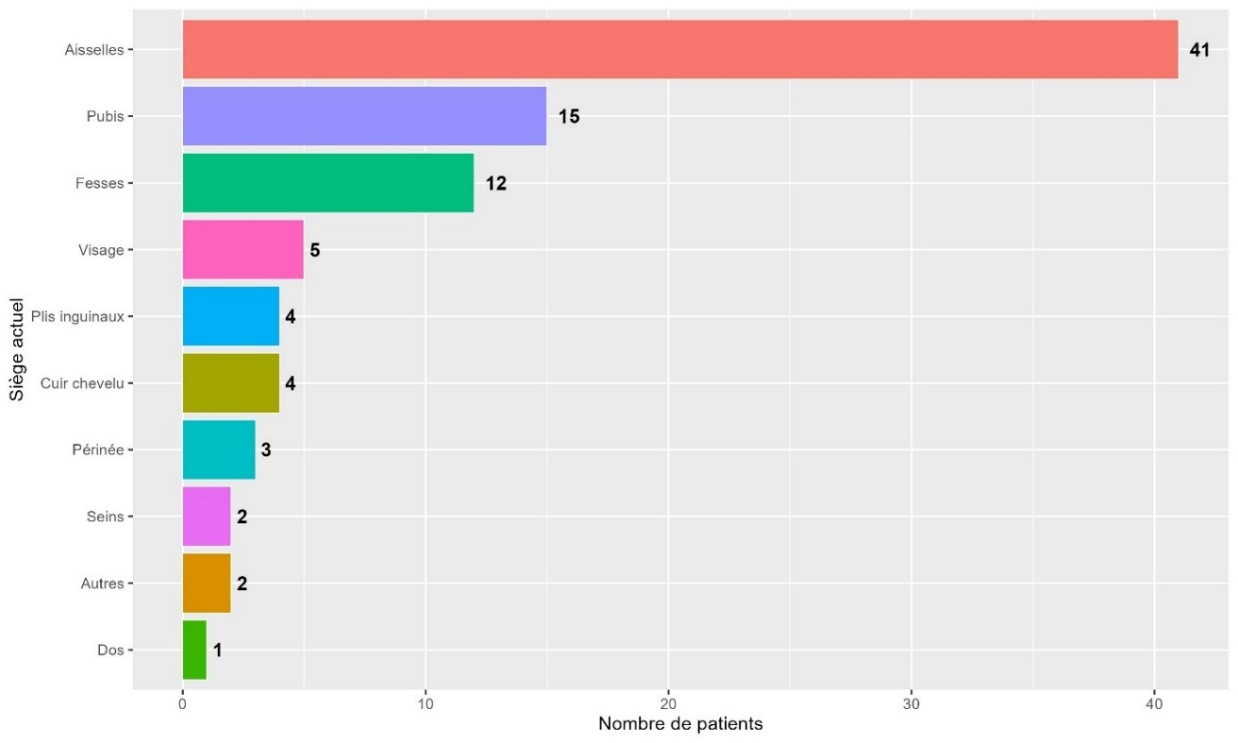 Siège actuel
Aisselles 41
Pubis 15
Fesses 12
Visage 5
Plis inguinaux 4
Cuir chevelu 4
Périnée 3
Seins 2
Autres 2
Dos 1
0 10 20 30 40
Nombre de patients